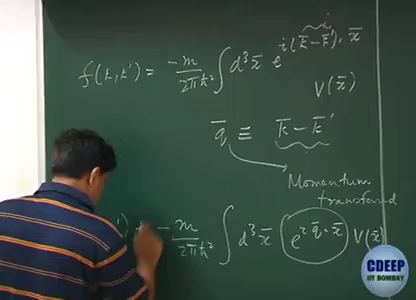 f(k, k') = -m / 2πħ² ∫ d³x̄ e^{i(k̄ - k̄')·x̄} V(x̄)
q̄ ≡ k̄ - k̄'
Momentum
transferred
') = - m / 2πħ² ∫ d³x̄ (e^{i q̄·x̄}) V(x̄)
CDEEP
IIT BOMBAY